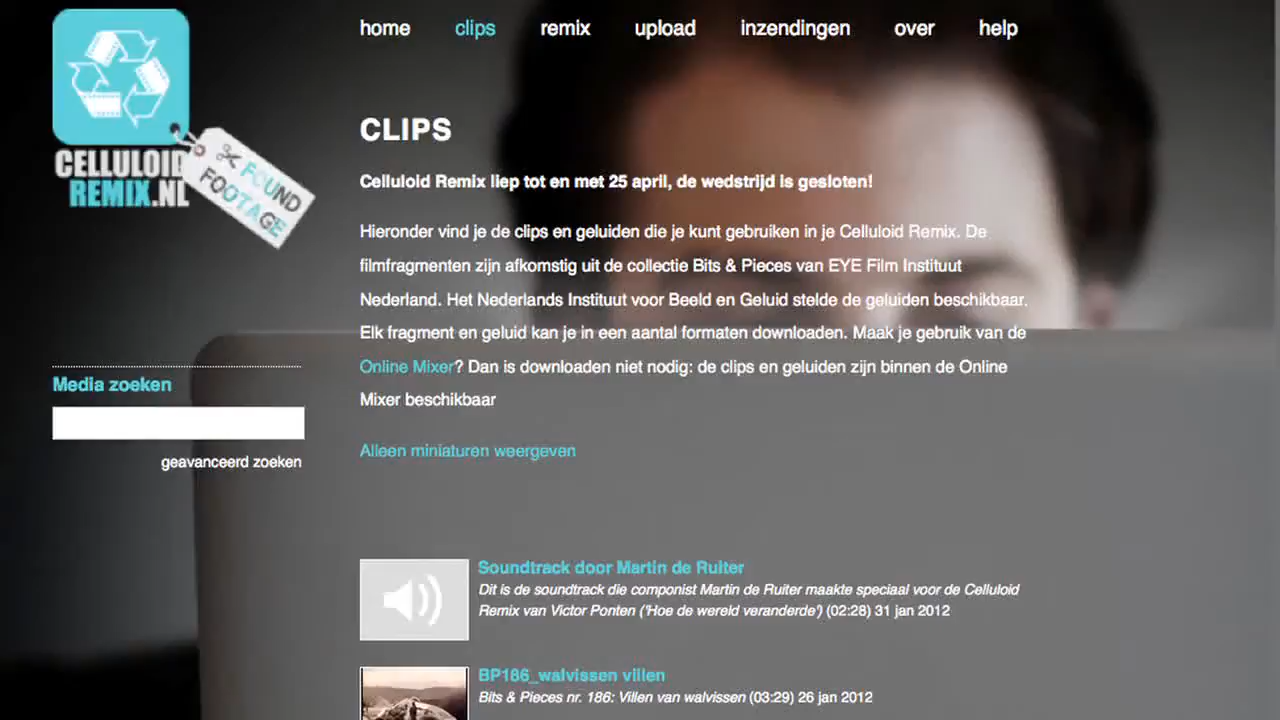 home clips remix upload inzendingen over help
CELLULOID
REMIX.NL
FOUND
FOOTAGE
CLIPS
Celluloid Remix liep tot en met 25 april, de wedstrijd is gesloten!
Hieronder vind je de clips en geluiden die je kunt gebruiken in je Celluloid Remix. De
filmfragmenten zijn afkomstig uit de collectie Bits & Pieces van EYE Film Instituut
Nederland. Het Nederlands Instituut voor Beeld en Geluid stelde de geluiden beschikbaar.
Elk fragment en geluid kan je in een aantal formaten downloaden. Maak je gebruik van de
Online Mixer? Dan is downloaden niet nodig: de clips en geluiden zijn binnen de Online
Mixer beschikbaar
Media zoeken
geavanceerd zoeken
Alleen miniaturen weergeven
Soundtrack door Martin de Ruiter
Dit is de soundtrack die componist Martin de Ruiter maakte speciaal voor de Celluloid
Remix van Victor Ponten ('Hoe de wereld veranderde') (02:28) 31 jan 2012
BP186_walvissen villen
Bits & Pieces nr. 186: Villen van walvissen (03:29) 26 jan 2012